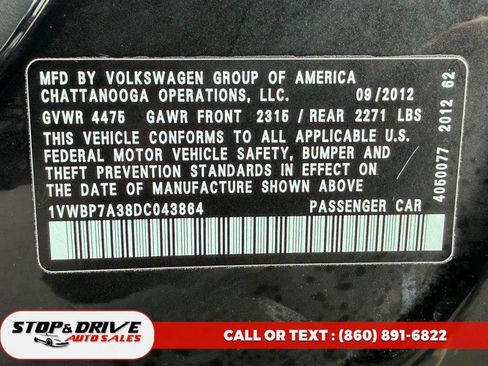 MFD BY VOLKSWAGEN GROUP OF AMERICA
CHATTANOOGA OPERATIONS, LLC. 09/2012
GVWR 4475 GAWR FRONT 2315 / REAR 2271 LBS
THIS VEHICLE CONFORMS TO ALL APPLICABLE U.S.
FEDERAL MOTOR VEHICLE SAFETY, BUMPER AND
THEFT PREVENTION STANDARDS IN EFFECT ON
THE DATE OF MANUFACTURE SHOWN ABOVE
1VWBP7A38DC043864 PASSENGER CAR
4050077 2012 62
STOP & DRIVE
AUTO SALES
CALL OR TEXT : (860) 891-6822